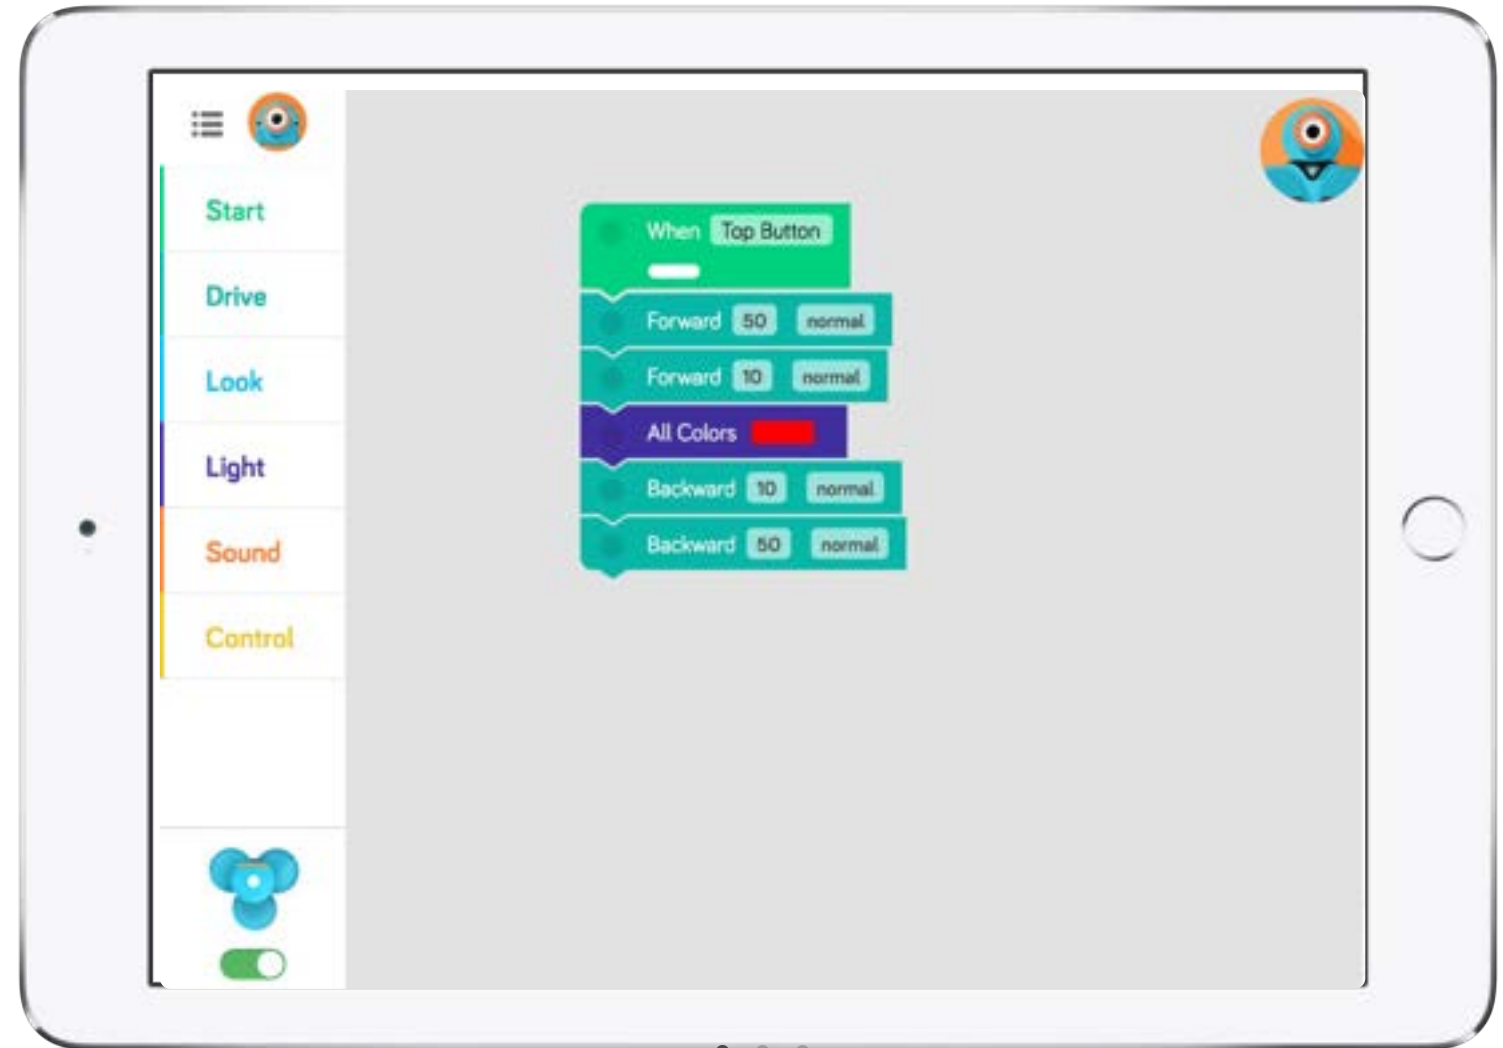 Start
Drive
Look
Light
Sound
Control
When Top Button
Forward 50 normal
Forward 10 normal
All Colors
Backward 10 normal
Backward 50 normal